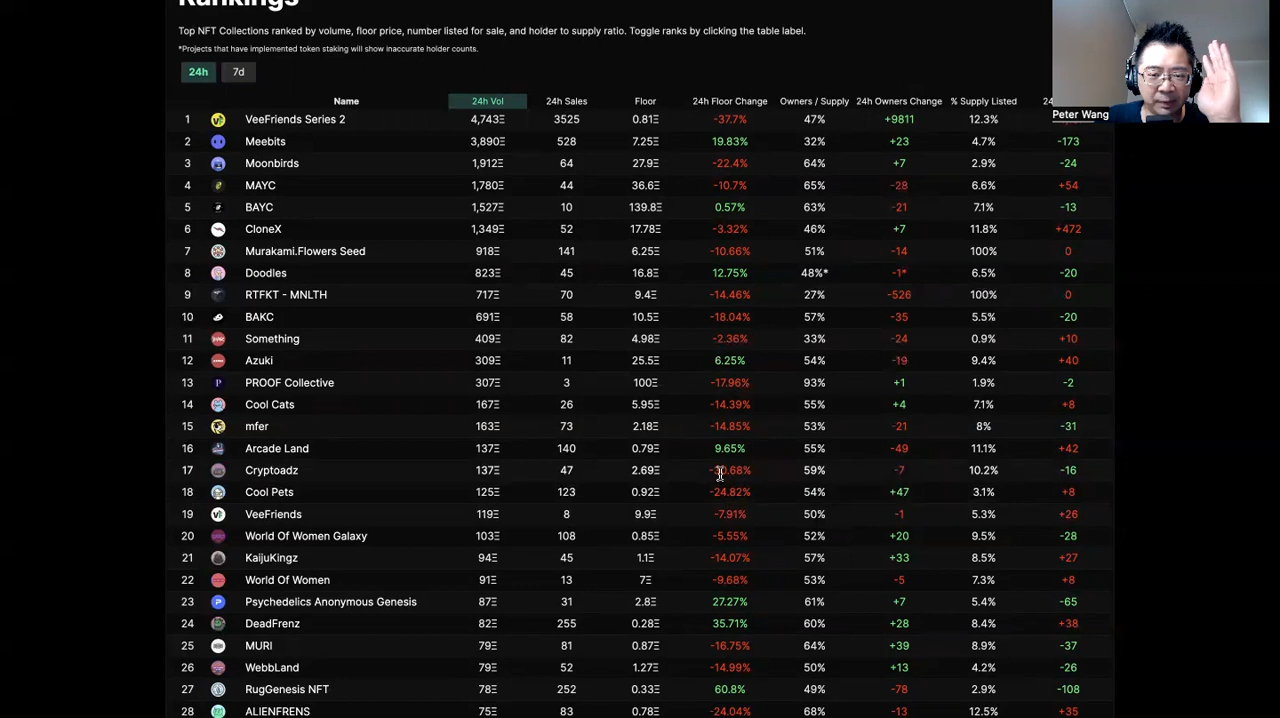 Rankings
Top NFT Collections ranked by volume, floor price, number listed for sale, and holder to supply ratio. Toggle ranks by clicking the table label.
*Projects that have implemented token staking will show inaccurate holder counts.
24h 7d
Name 24h Vol 24h Sales Floor 24h Floor Change Owners / Supply 24h Owners Change % Supply Listed
Peter Wang
1 VeeFriends Series 2 4,743Ξ 3525 0.81Ξ -37.7% 47% +9811 12.3%
2 Meebits 3,890Ξ 528 7.25Ξ 19.83% 32% +23 4.7% -173
3 Moonbirds 1,912Ξ 64 27.9Ξ -22.4% 64% +7 2.9% -24
4 MAYC 1,780Ξ 44 36.6Ξ -10.7% 65% -28 6.6% +54
5 BAYC 1,527Ξ 10 139.8Ξ 0.57% 63% -21 7.1% -13
6 CloneX 1,349Ξ 52 17.78Ξ -3.32% 46% +7 11.8% +472
7 Murakami.Flowers Seed 918Ξ 141 6.25Ξ -10.66% 51% -14 100% 0
8 Doodles 823Ξ 45 16.8Ξ 12.75% 48%* -1* 6.5% -20
9 RTFKT - MNLTH 717Ξ 70 9.4Ξ -14.46% 27% -526 100% 0
10 BAKC 691Ξ 58 10.5Ξ -18.04% 57% -35 5.5% -20
11 Something 409Ξ 82 4.98Ξ -2.36% 33% -24 0.9% +10
12 Azuki 309Ξ 11 25.5Ξ 6.25% 54% -19 9.4% +40
13 PROOF Collective 307Ξ 3 100Ξ -17.96% 93% +1 1.9% -2
14 Cool Cats 167Ξ 26 5.95Ξ -14.39% 55% +4 7.1% +8
15 mfer 163Ξ 73 2.18Ξ -14.85% 53% -21 8% -31
16 Arcade Land 137Ξ 140 0.79Ξ 9.65% 55% -49 11.1% +42
17 Cryptoadz 137Ξ 47 2.69Ξ 59% -7 10.2% -16
18 Cool Pets 125Ξ 123 0.92Ξ -24.82% 54% +47 3.1% +8
19 VeeFriends 119Ξ 8 9.9Ξ -7.91% 50% -1 5.3% +26
20 World Of Women Galaxy 103Ξ 108 0.85Ξ -5.55% 52% +20 9.5% -28
21 KaijuKingz 94Ξ 45 1.1Ξ -14.07% 57% +33 8.5% +27
22 World Of Women 91Ξ 13 7Ξ -9.68% 53% -5 7.3% +8
23 Psychedelics Anonymous Genesis 87Ξ 31 2.8Ξ 27.27% 61% +7 5.4% -65
24 DeadFrenz 82Ξ 255 0.28Ξ 35.71% 60% +28 8.4% +38
25 MURI 79Ξ 81 0.87Ξ -16.75% 64% +39 8.9% -37
26 WebbLand 79Ξ 52 1.27Ξ -14.99% 50% +13 4.2% -26
27 RugGenesis NFT 78Ξ 252 0.33Ξ 60.8% 49% -78 2.9% -108
28 ALIENFRENS 75Ξ 83 0.78Ξ -24.04% 68% -13 12.5% +35